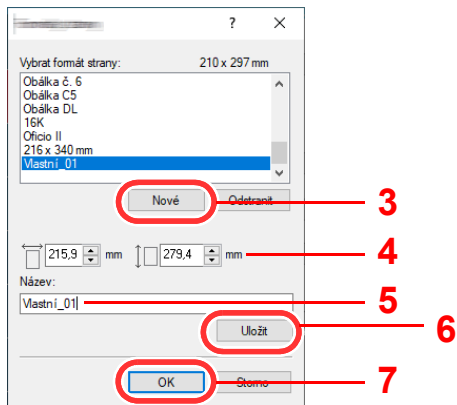 ? ×
Vybrat formát strany: 210 x 297 mm
Obálka č. 6
Obálka C5
Obálka DL
16K
Oficio II
216 x 340 mm
Vlastní_01
Nové Odstranit 3
215,9 mm 279,4 mm 4
Název:
Vlastní_01 5
Uložit 6
OK Storno 7